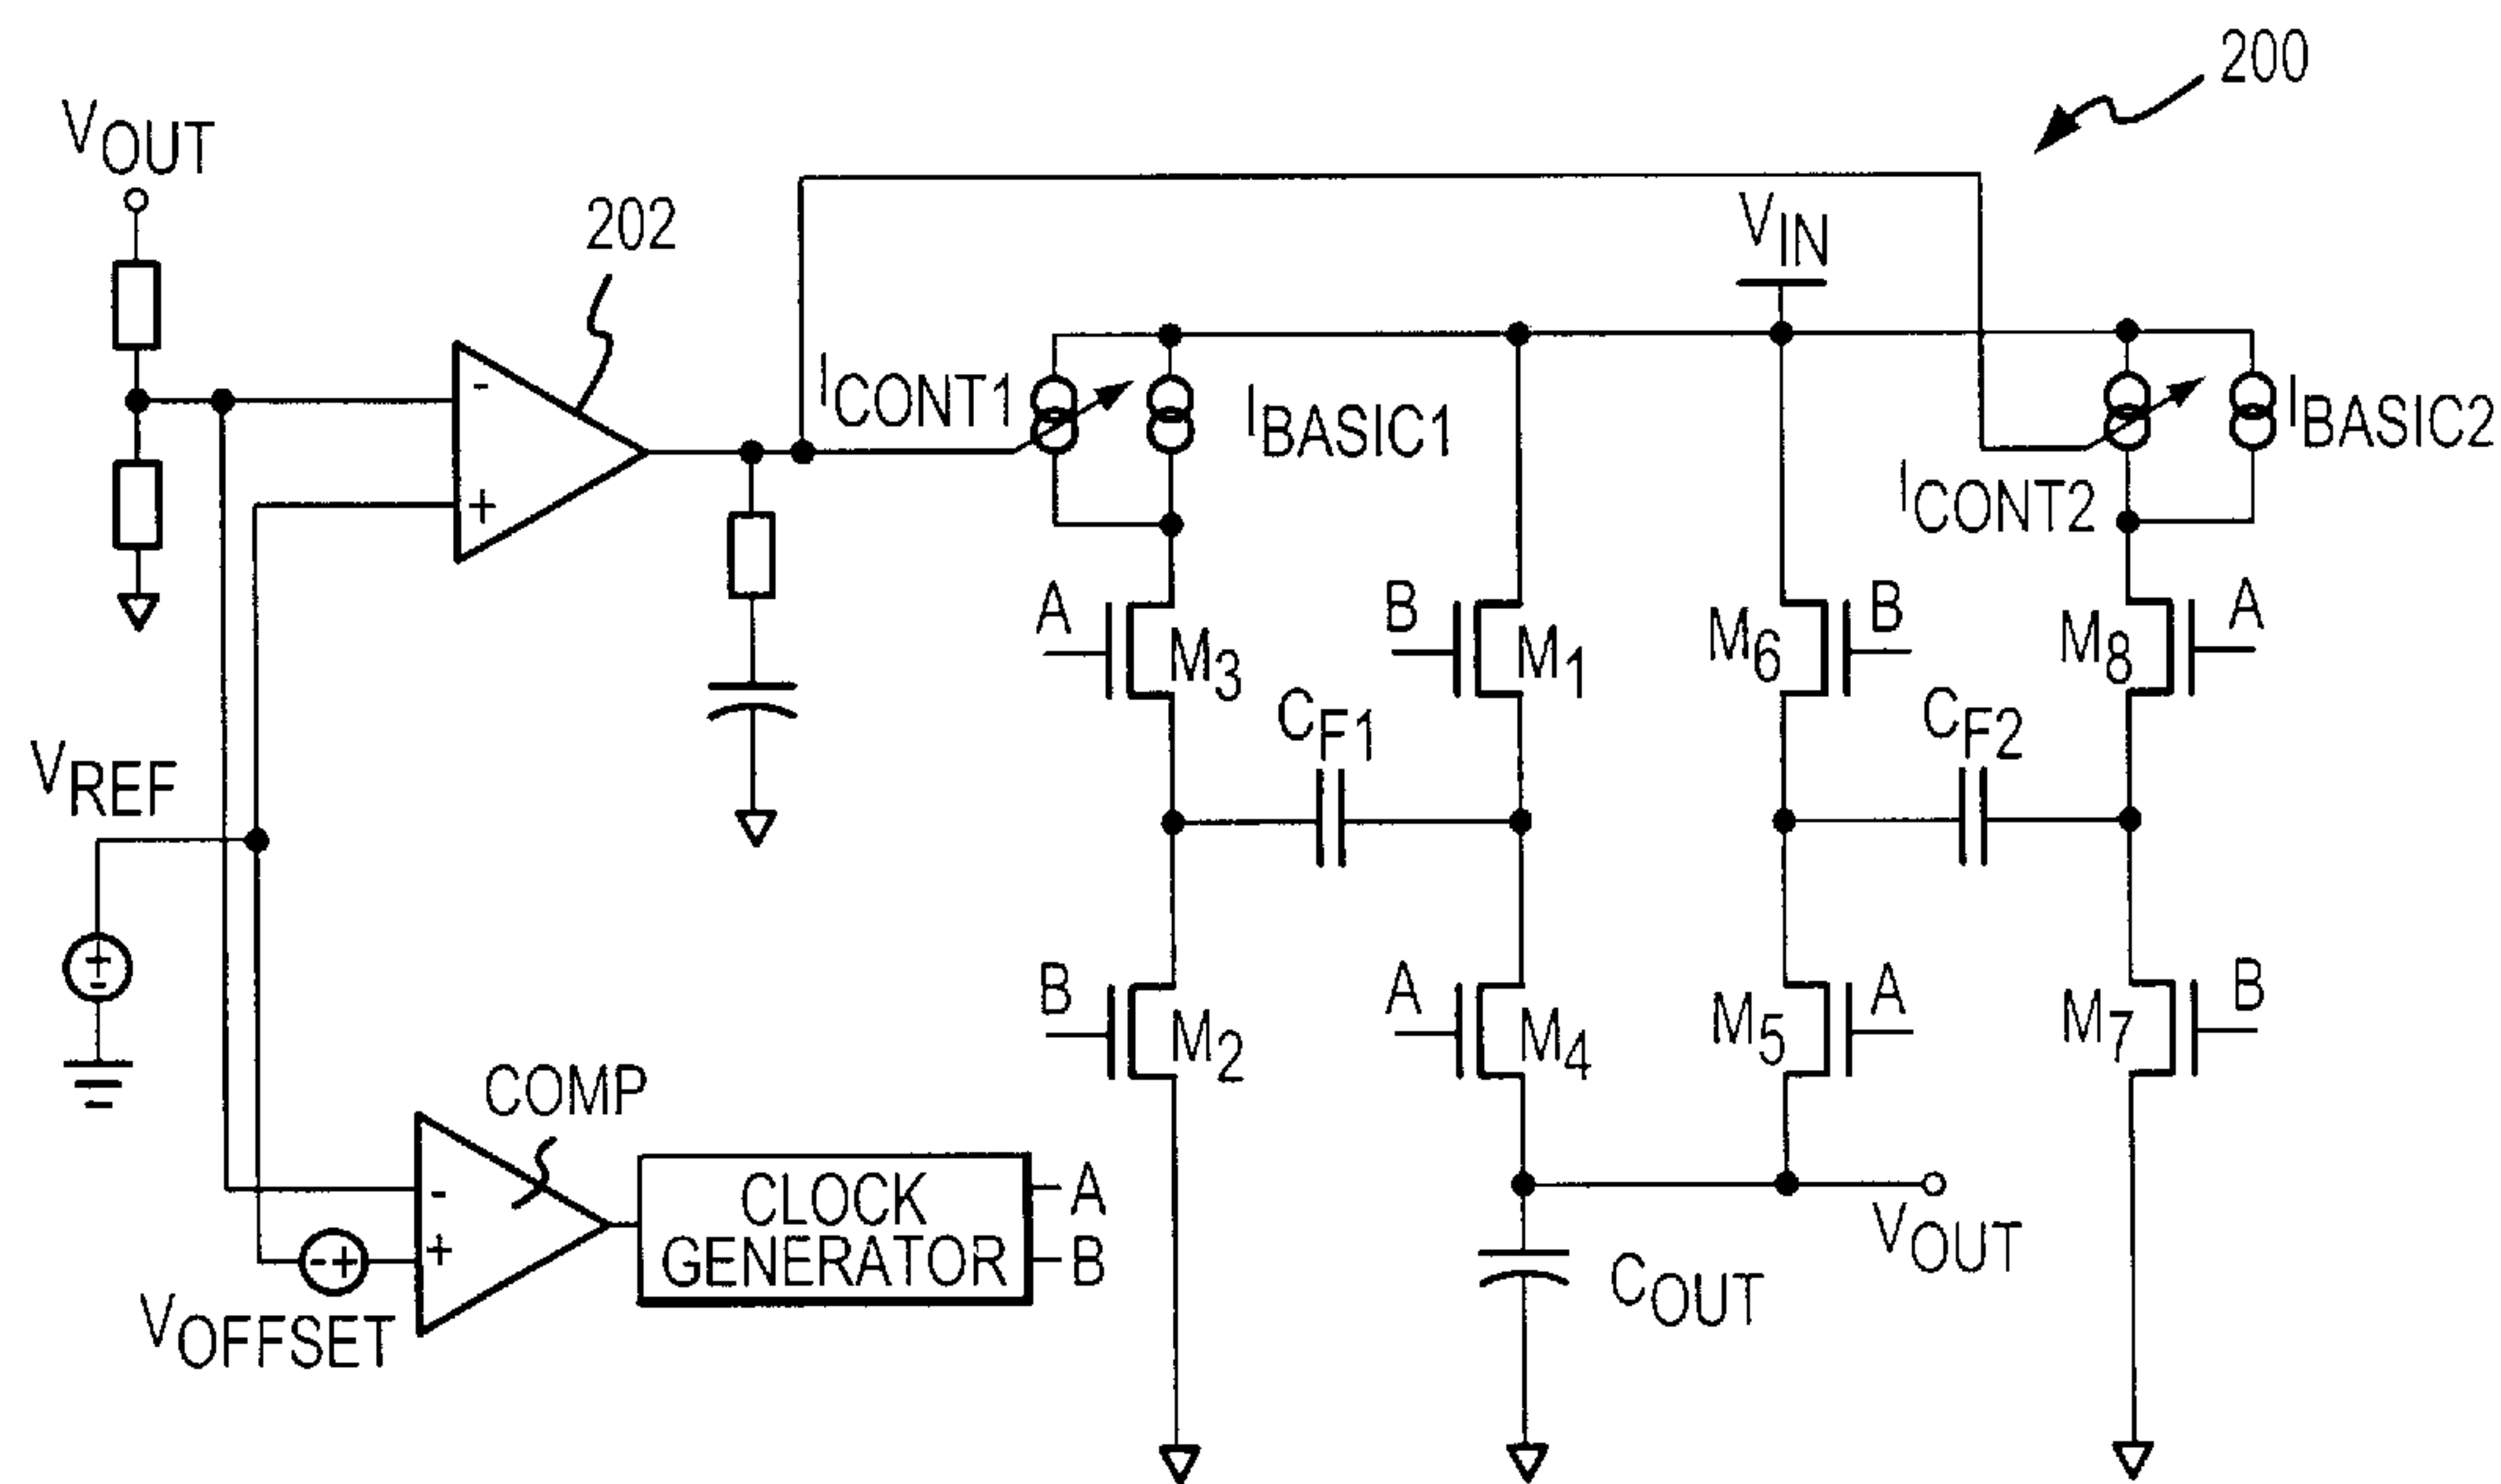 200
VOUT
202
VIN
ICONT1
IBASIC1
IBASIC2
ICONT2
-
+
A
M3
B
M1
M6
B
M8
A
CF1
CF2
VREF
+
-
B
M2
A
M4
M5
A
M7
B
COMP
-
+
CLOCK
GENERATOR
A
B
- +
VOFFSET
COUT
VOUT